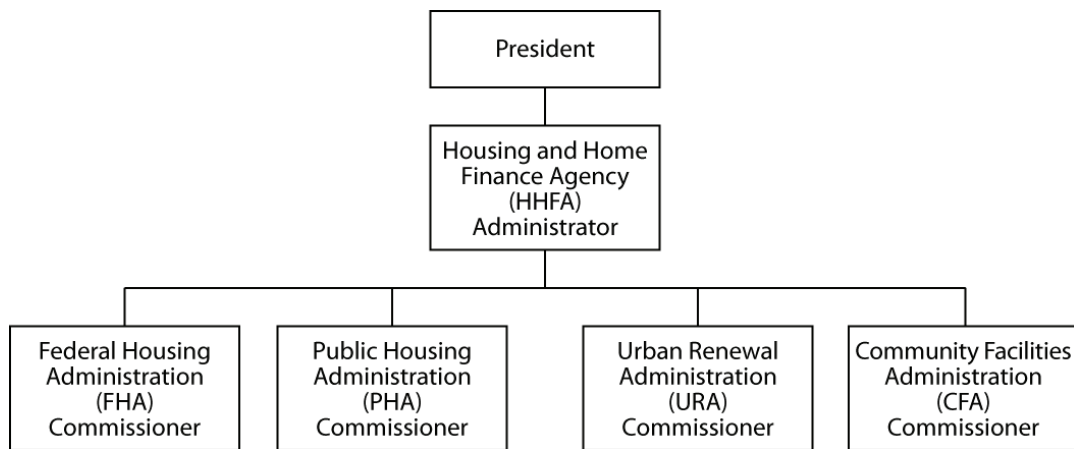 President
Housing and Home
Finance Agency
(HHFA)
Administrator
Federal Housing
Administration
(FHA)
Commissioner
Public Housing
Administration
(PHA)
Commissioner
Urban Renewal
Administration
(URA)
Commissioner
Community Facilities
Administration
(CFA)
Commissioner